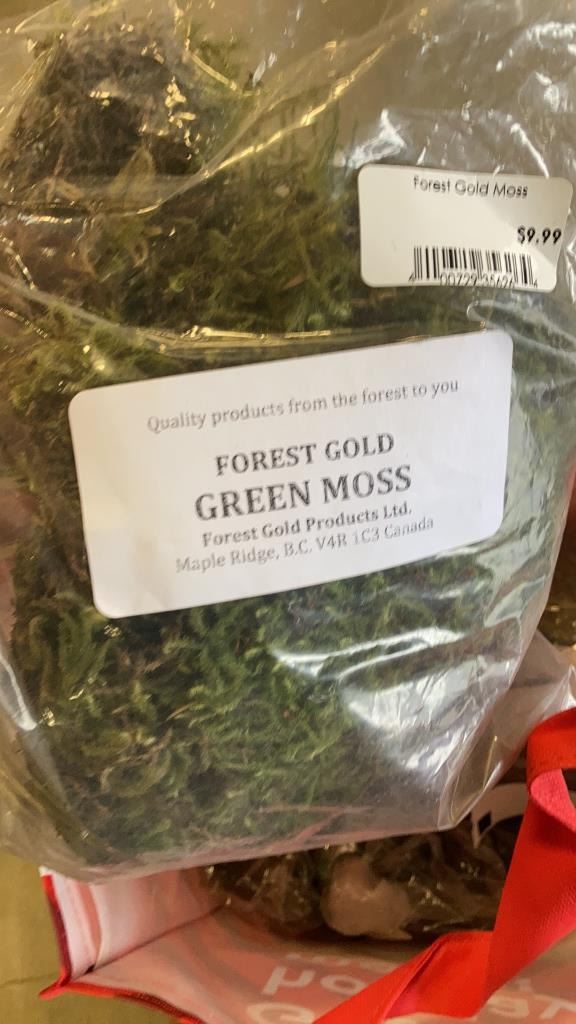 Forest Gold Moss
$9.99
Quality products from the forest to you
FOREST GOLD
GREEN MOSS
Forest Gold Products Ltd.
Maple Ridge, B.C. V4R 1C3 Canada